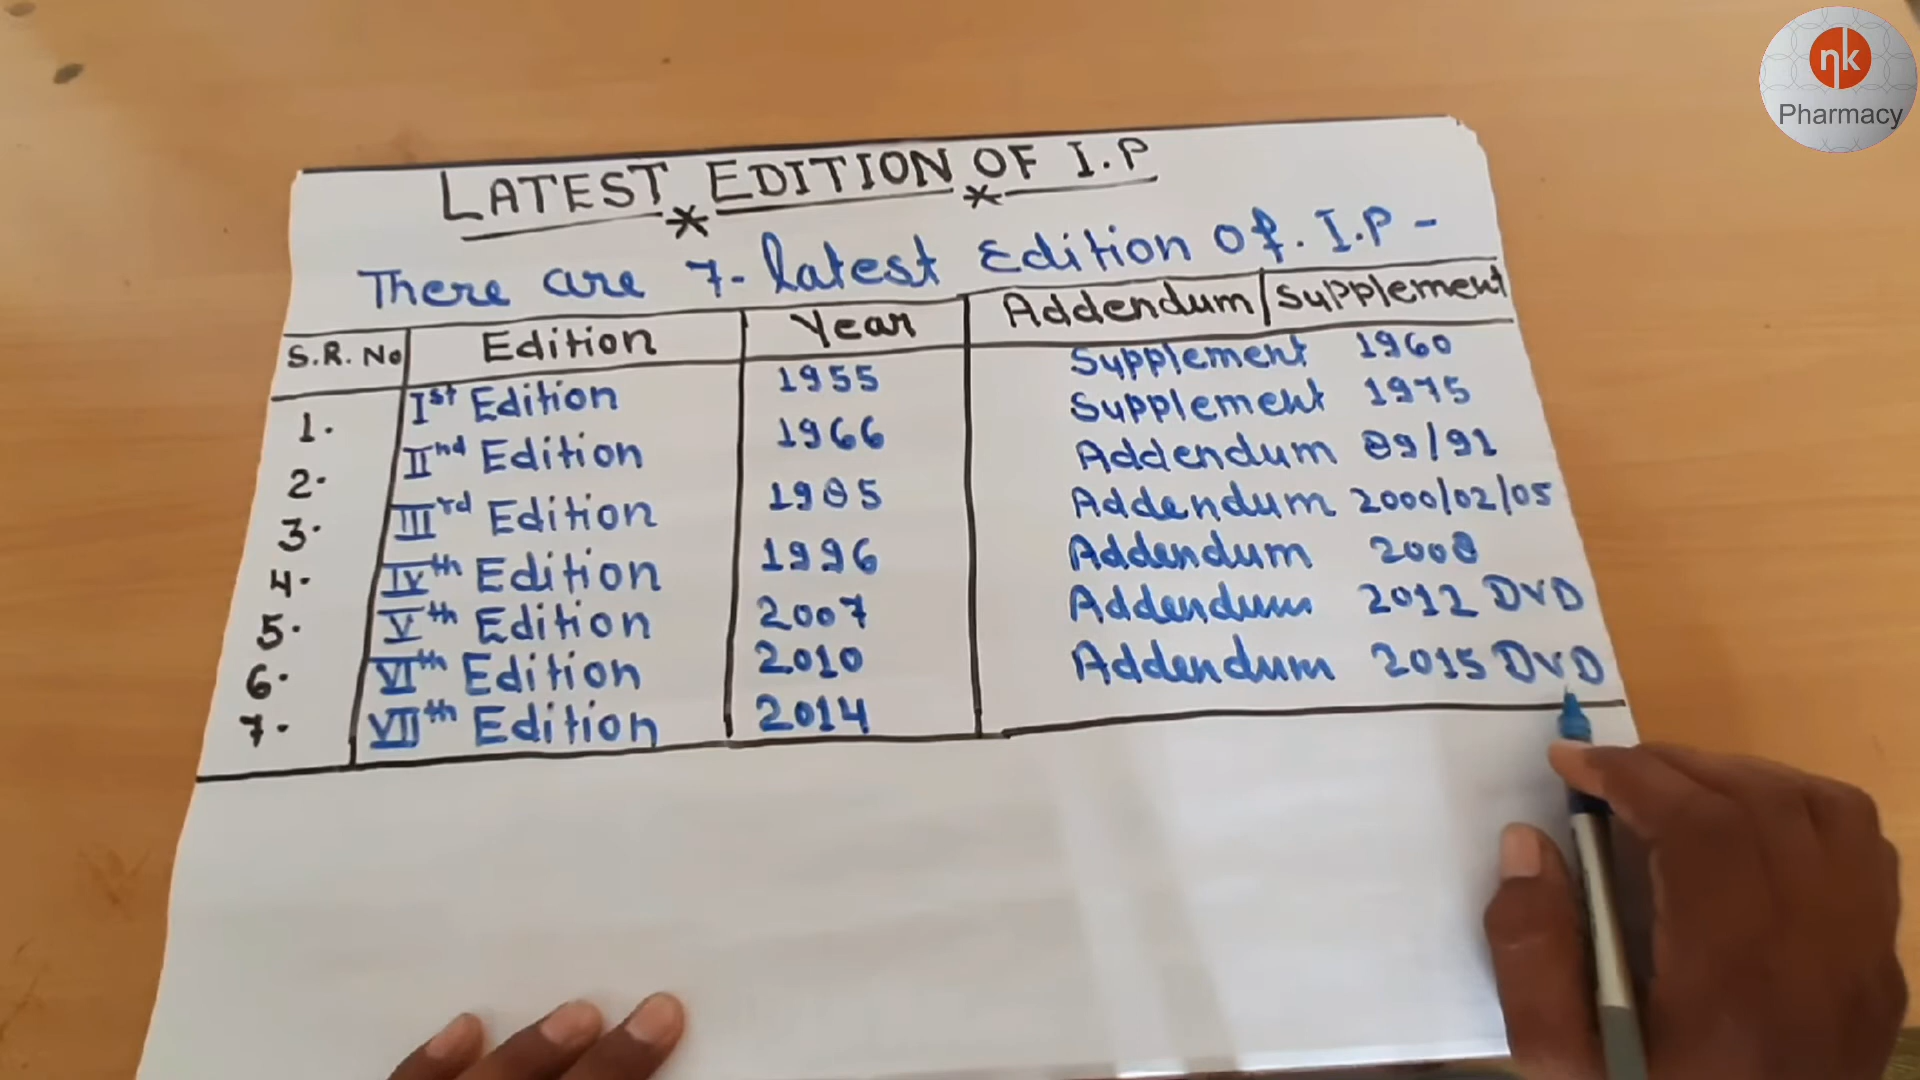 ηk
Pharmacy
LATEST EDITION OF I.P
There are 7- latest Edition Of. I.P -
S.R. No Edition Year Addendum/Supplement
1. Ist Edition 1955 Supplement 1960
2. IInd Edition 1966 Supplement 1975
3. IIIrd Edition 1985 Addendum 89/91
4. IVth Edition 1996 Addendum 2000/02/05
5. Vth Edition 2007 Addendum 2008
6. VIth Edition 2010 Addendum 2012 DVD
7. VIIth Edition 2014 Addendum 2015 DVD